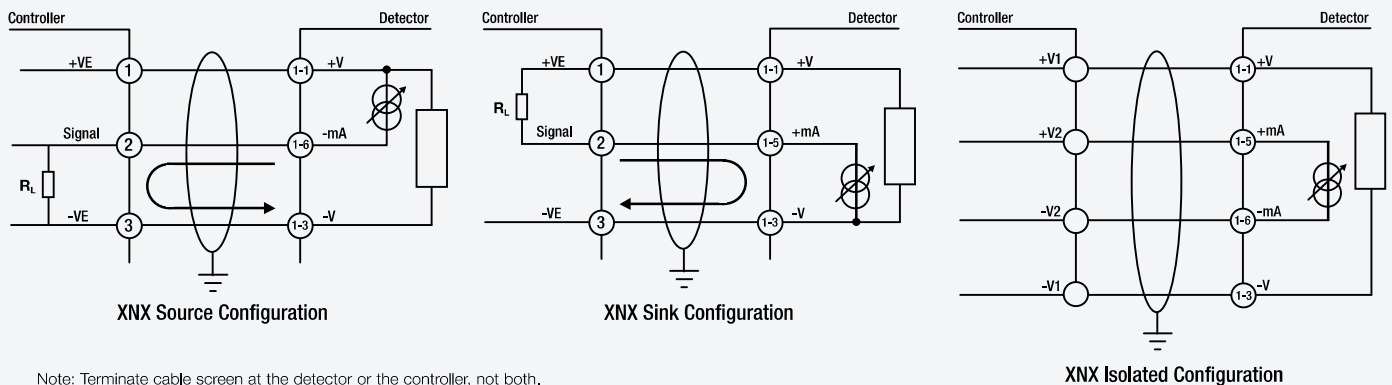 Controller
Detector
+VE
1
1-1
+V
Signal
2
1-6
-mA
RL
-VE
3
1-3
-V
XNX Source Configuration
Controller
Detector
+VE
1
1-1
+V
RL
Signal
2
1-5
+mA
-VE
3
1-3
-V
XNX Sink Configuration
Controller
Detector
+V1
1-1
+V
+V2
1-5
+mA
-V2
1-6
-mA
-V1
1-3
-V
XNX Isolated Configuration
Note: Terminate cable screen at the detector or the controller, not both.